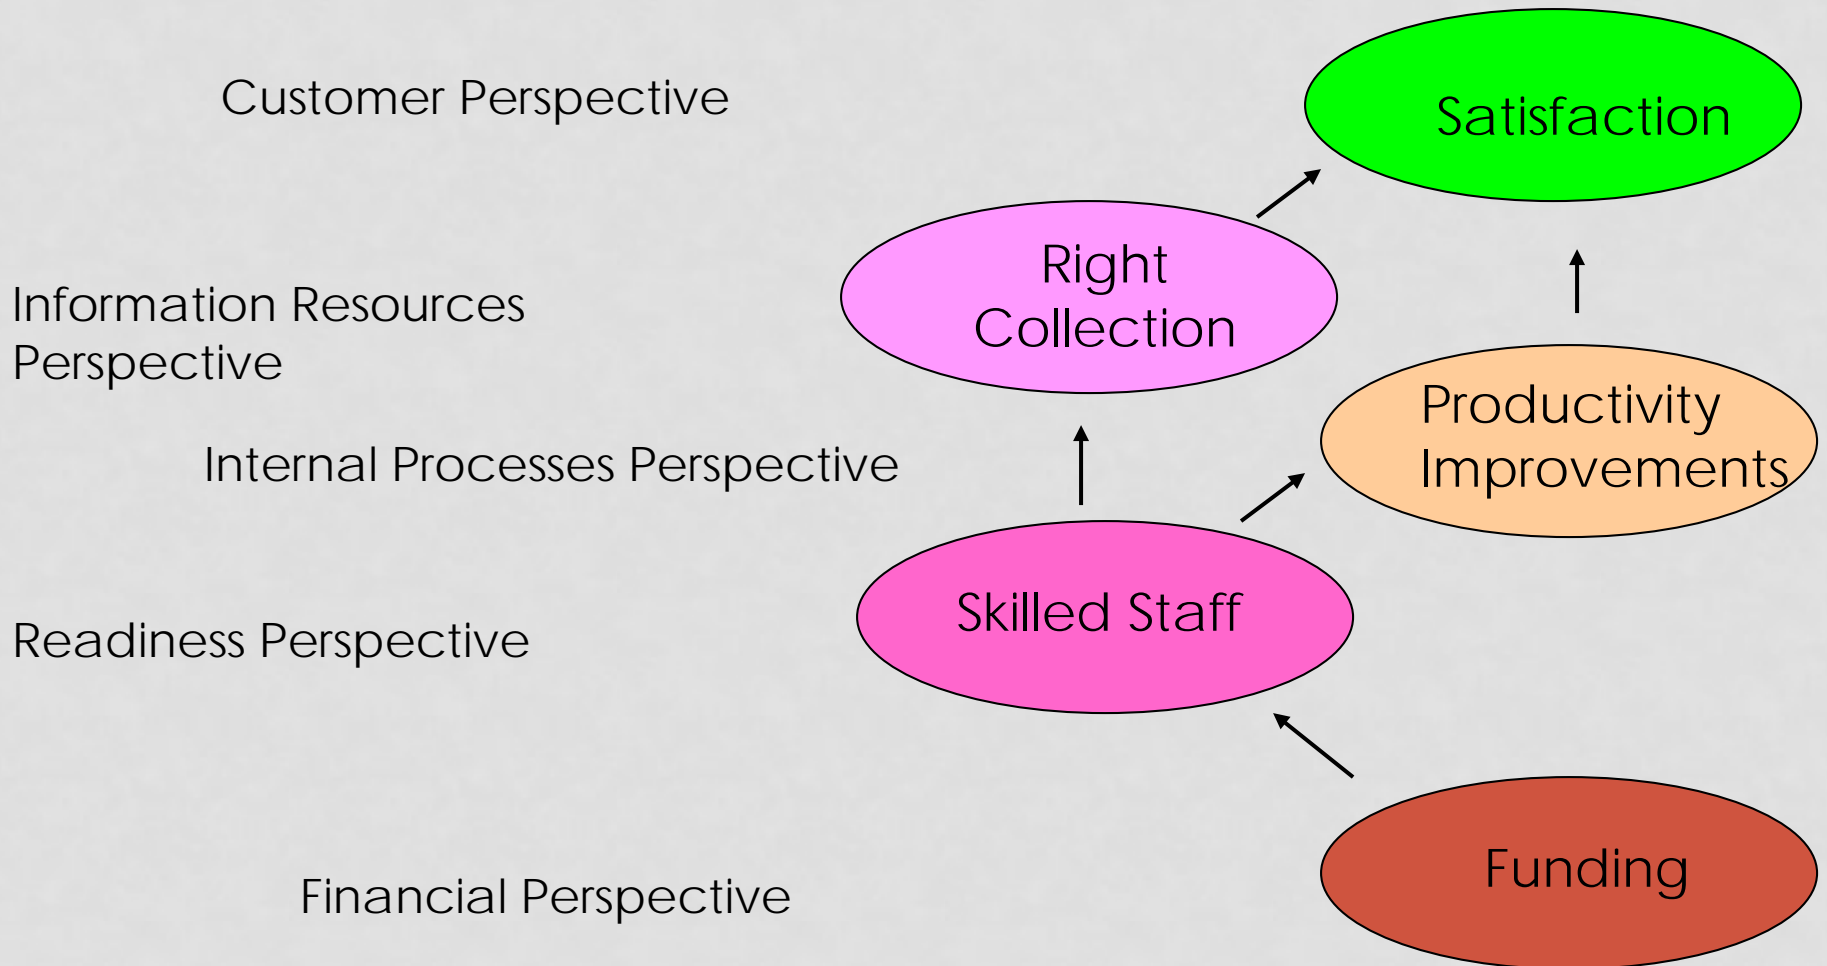 Customer Perspective
Satisfaction
Right
Collection
Information Resources
Perspective
Productivity
Improvements
Internal Processes Perspective
Skilled Staff
Readiness Perspective
Funding
Financial Perspective